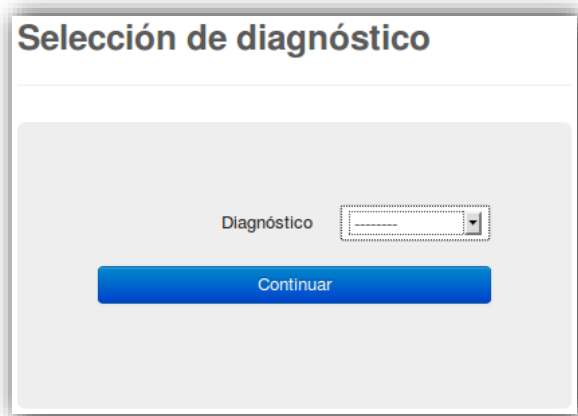 Selección de diagnóstico
Diagnóstico --------
Continuar